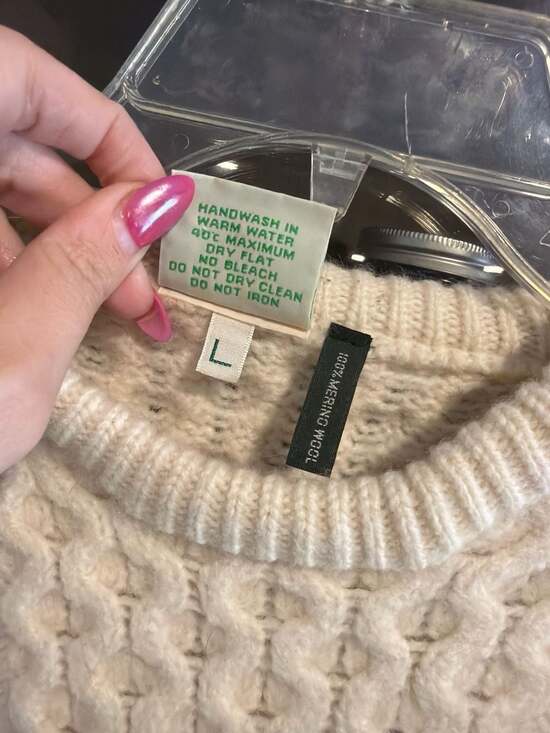 HANDWASH IN
WARM WATER
40°C MAXIMUM
DRY FLAT
NO BLEACH
DO NOT DRY CLEAN
DO NOT IRON
L
100% MERINO WOOL